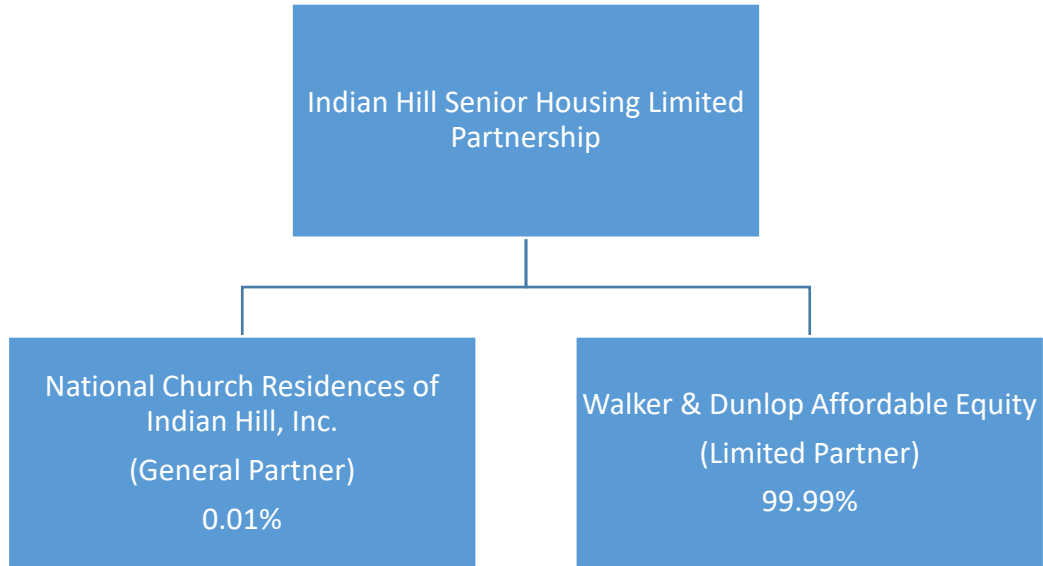 Indian Hill Senior Housing Limited
Partnership
National Church Residences of
Indian Hill, Inc.
(General Partner)
0.01%
Walker & Dunlop Affordable Equity
(Limited Partner)
99.99%